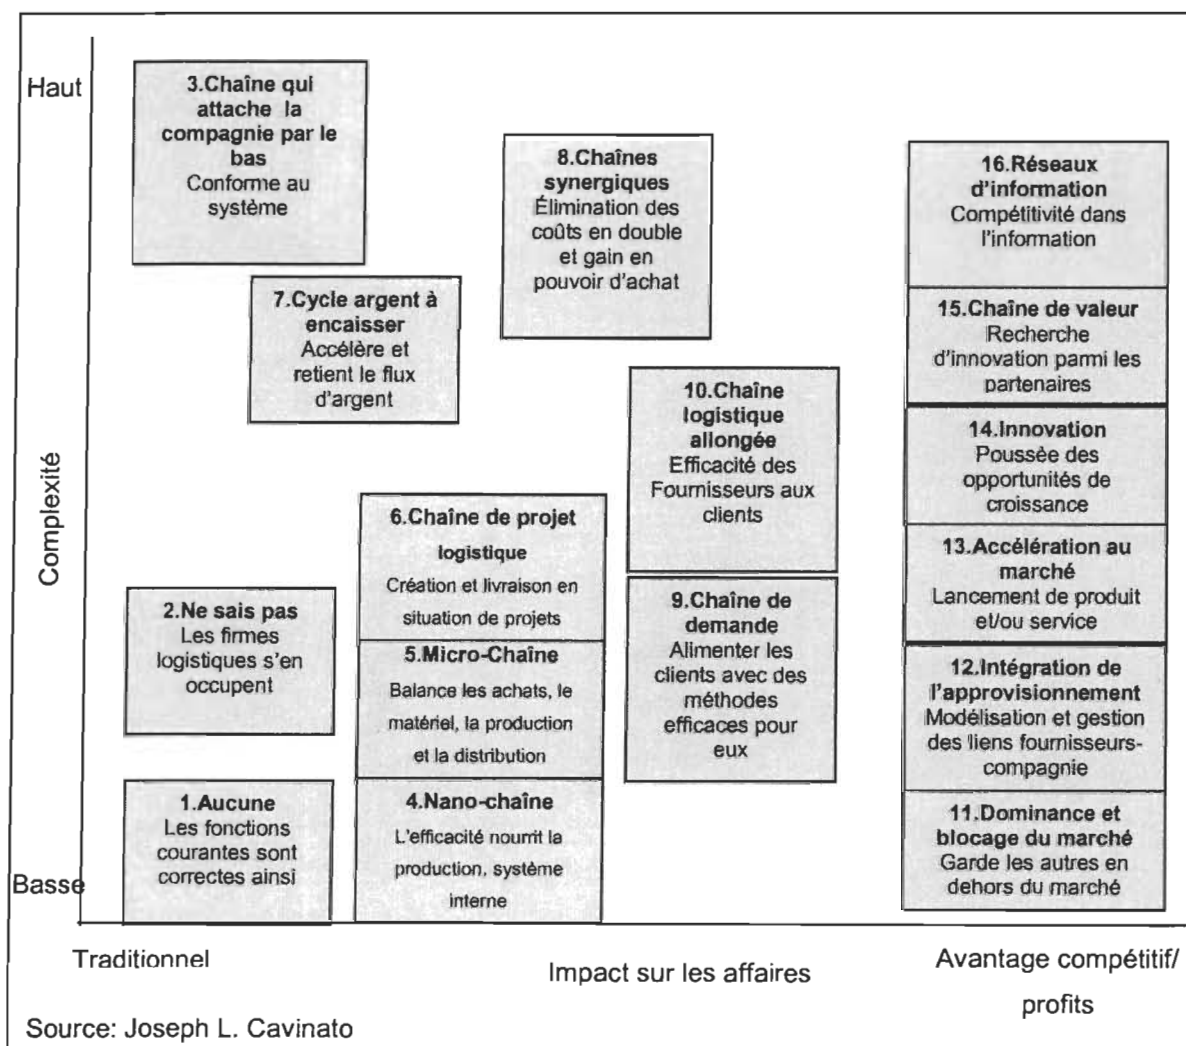 Haut
Complexité
Basse
3.Chaîne qui
attache la
compagnie par le
bas
Conforme au
système
7.Cycle argent à
encaisser
Accélère et
retient le flux
d'argent
8.Chaînes
synergiques
Élimination des
coûts en double
et gain en
pouvoir d'achat
16.Réseaux
d'information
Compétitivité dans
l'information
15.Chaîne de valeur
Recherche
d'innovation parmi les
partenaires
10.Chaîne
logistique
allongée
Efficacité des
Fournisseurs aux
clients
14.Innovation
Poussèe des
opportunités de
croissance
6.Chaîne de projet
logistique
Création et livraison en
situation de projets
13.Accélération au
marché
Lancement de produit
et/ou service
2.Ne sais pas
Les firmes
logistiques s'en
occupent
5.Micro-Chaîne
Balance les achats, le
matériel, la production
et la distribution
9.Chaîne de
demande
Alimenter les
clients avec des
méthodes
efficaces pour
eux
12.Intégration de
l'approvisionnement
Modélisation et gestion
des liens fournisseurs-
compagnie
1.Aucune
Les fonctions
courantes sont
correctes ainsi
4.Nano-chaîne
L'efficacité nourrit la
production, système
interne
11.Dominance et
blocage du marché
Garde les autres en
dehors du marché
Traditionnel
Impact sur les affaires
Avantage compétitif/
profits
Source: Joseph L. Cavinato